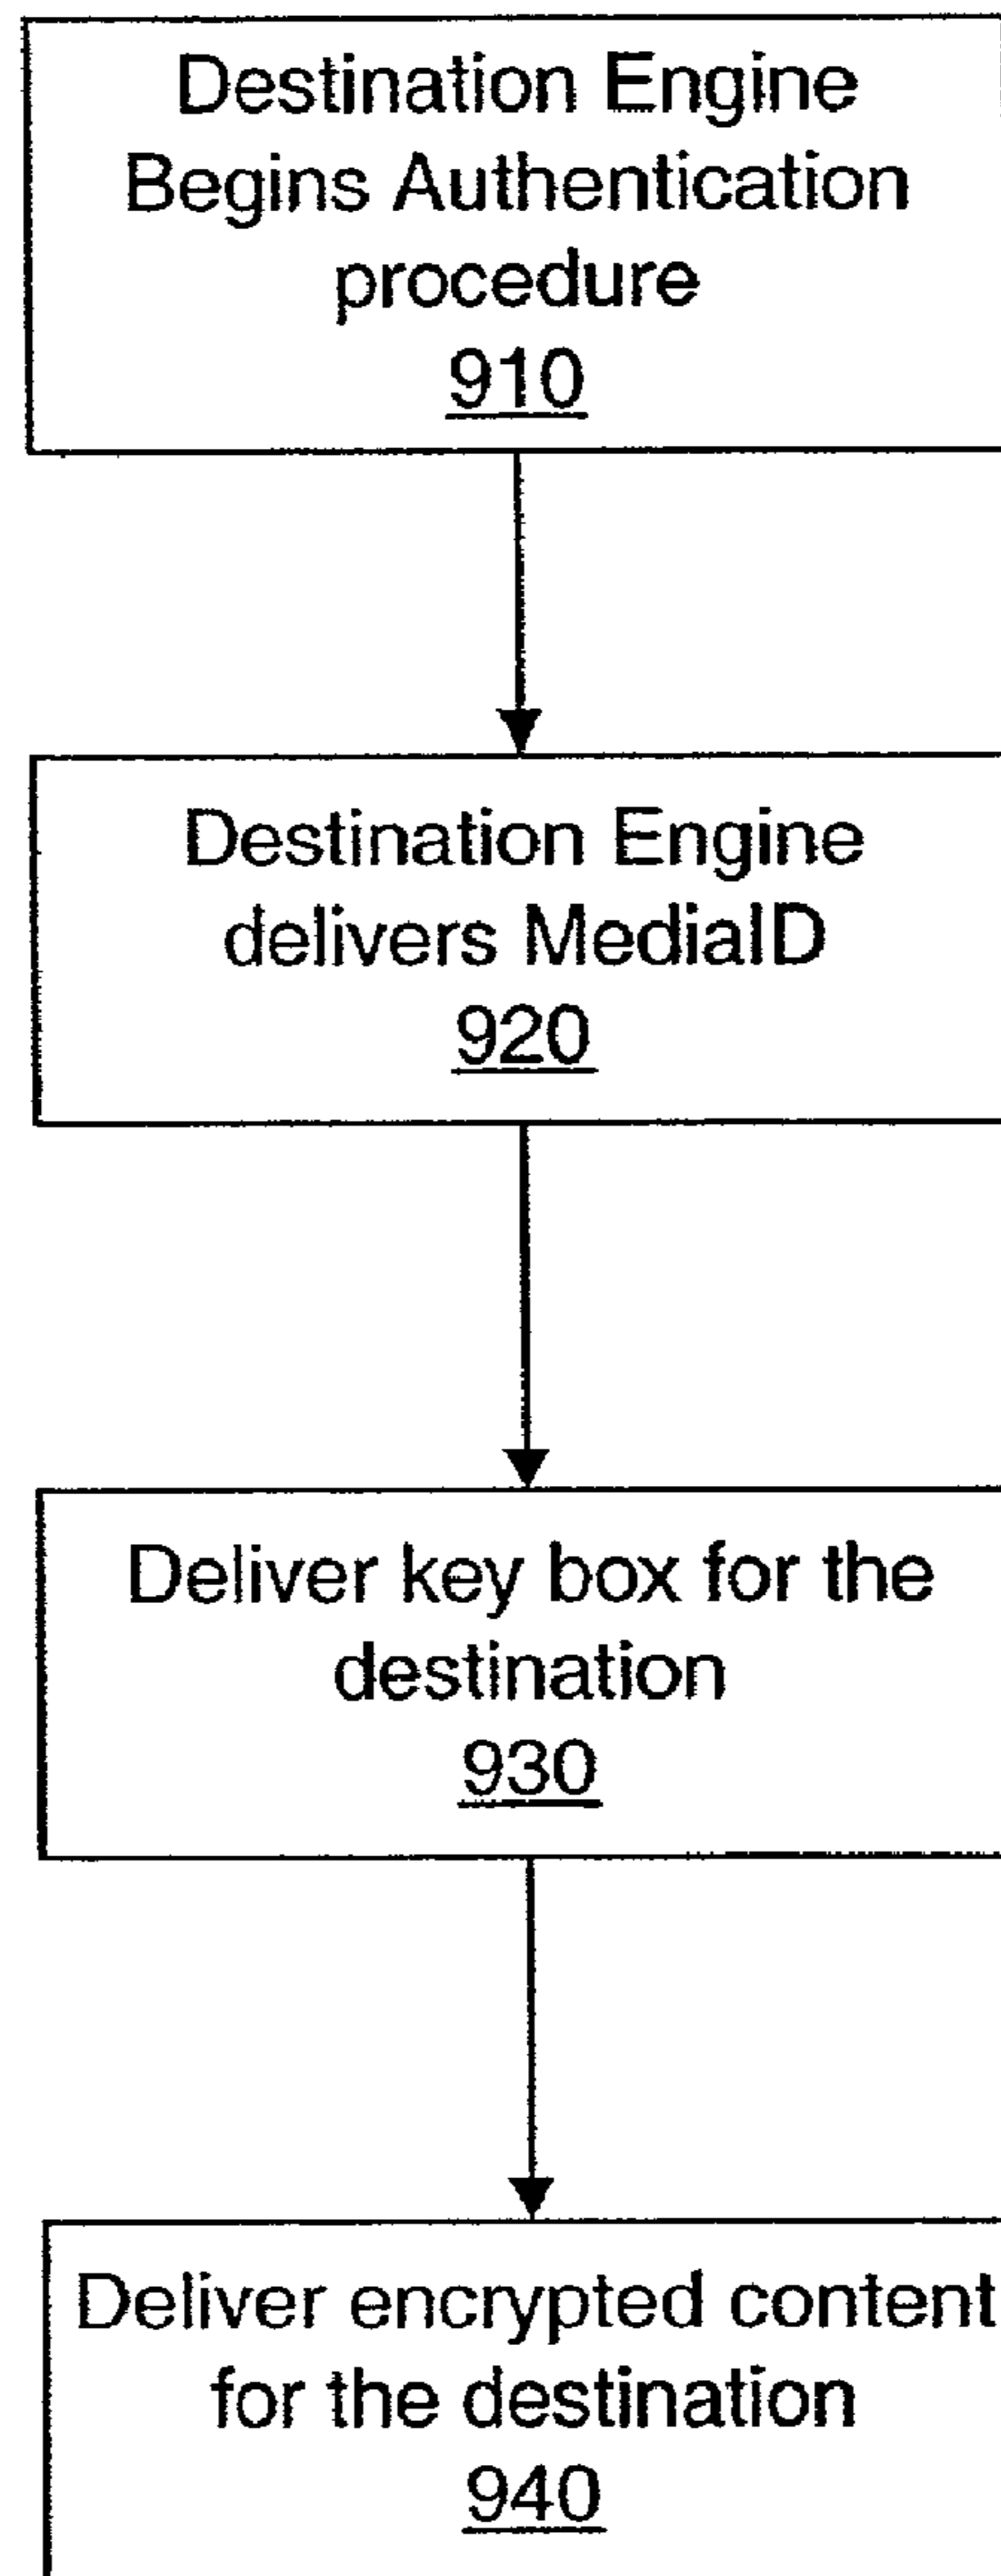 Destination Engine
Begins Authentication
procedure
910
Destination Engine
delivers MediaID
920
Deliver key box for the
destination
930
Deliver encrypted content
for the destination
940